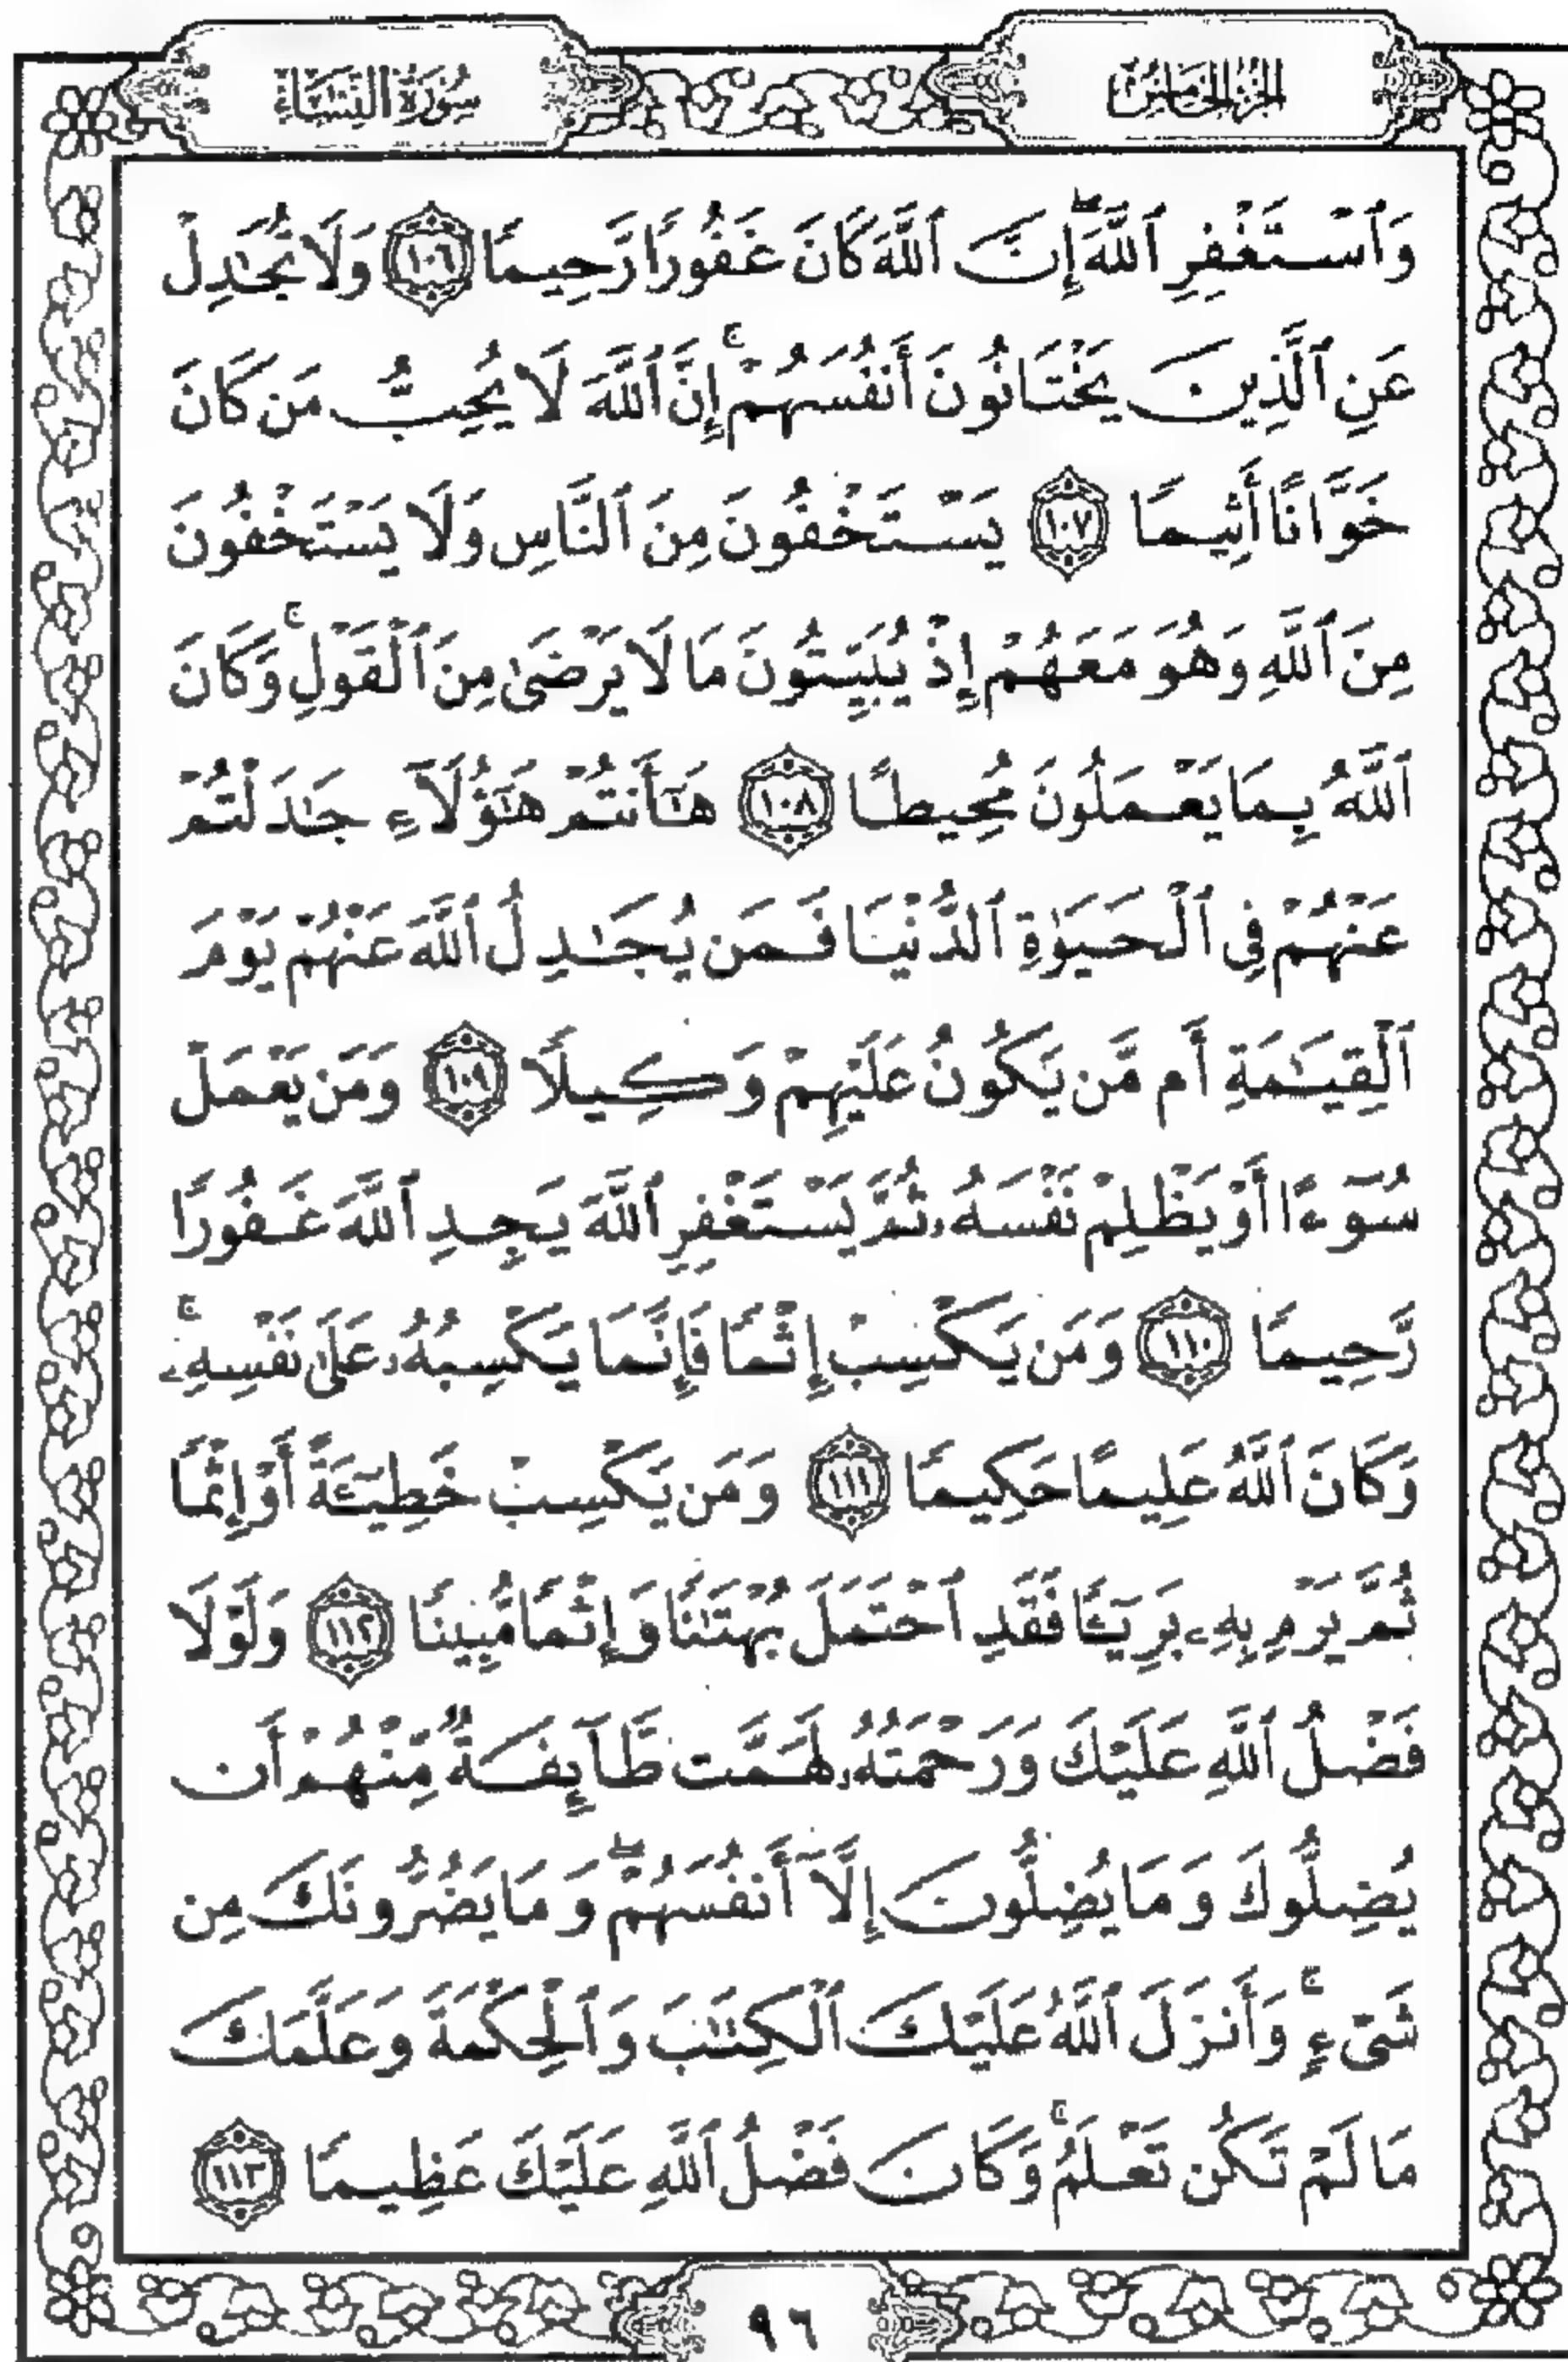 الجزء الخامس
سورة النساء
وَٱسْتَغْفِرِ ٱللَّهَ ۖ إِنَّ ٱللَّهَ كَانَ غَفُورًا رَّحِيمًا ١٠٦ وَلَا تُجَٰدِلْ
عَنِ ٱلَّذِينَ يَخْتَانُونَ أَنفُسَهُمْ ۚ إِنَّ ٱللَّهَ لَا يُحِبُّ مَن كَانَ
خَوَّانًا أَثِيمًا ١٠٧ يَسْتَخْفُونَ مِنَ ٱلنَّاسِ وَلَا يَسْتَخْفُونَ
مِنَ ٱللَّهِ وَهُوَ مَعَهُمْ إِذْ يُبَيِّتُونَ مَا لَا يَرْضَىٰ مِنَ ٱلْقَوْلِ ۚ وَكَانَ
ٱللَّهُ بِمَا يَعْمَلُونَ مُحِيطًا ١٠٨ هَٰٓأَنتُمْ هَٰٓؤُلَآءِ جَٰدَلْتُمْ
عَنْهُمْ فِى ٱلْحَيَوٰةِ ٱلدُّنْيَا فَمَن يُجَٰدِلُ ٱللَّهَ عَنْهُمْ يَوْمَ
ٱلْقِيَٰمَةِ أَم مَّن يَكُونُ عَلَيْهِمْ وَكِيلًا ١٠٩ وَمَن يَعْمَلْ
سُوٓءًا أَوْ يَظْلِمْ نَفْسَهُۥ ثُمَّ يَسْتَغْفِرِ ٱللَّهَ يَجِدِ ٱللَّهَ غَفُورًا
رَّحِيمًا ١١٠ وَمَن يَكْسِبْ إِثْمًا فَإِنَّمَا يَكْسِبُهُۥ عَلَىٰ نَفْسِهِۦ ۚ
وَكَانَ ٱللَّهُ عَلِيمًا حَكِيمًا ١١١ وَمَن يَكْسِبْ خَطِيٓـَٔةً أَوْ إِثْمًا
ثُمَّ يَرْمِ بِهِۦ بَرِيٓـًٔا فَقَدِ ٱحْتَمَلَ بُهْتَٰنًا وَإِثْمًا مُّبِينًا ١١٢ وَلَوْلَا
فَضْلُ ٱللَّهِ عَلَيْكَ وَرَحْمَتُهُۥ لَهَمَّت طَّآئِفَةٌ مِّنْهُمْ أَن
يُضِلُّوكَ وَمَا يُضِلُّونَ إِلَّآ أَنفُسَهُمْ ۖ وَمَا يَضُرُّونَكَ مِن
شَىْءٍ ۚ وَأَنزَلَ ٱللَّهُ عَلَيْكَ ٱلْكِتَٰبَ وَٱلْحِكْمَةَ وَعَلَّمَكَ
مَا لَمْ تَكُن تَعْلَمُ ۚ وَكَانَ فَضْلُ ٱللَّهِ عَلَيْكَ عَظِيمًا ١١٣
٩٦